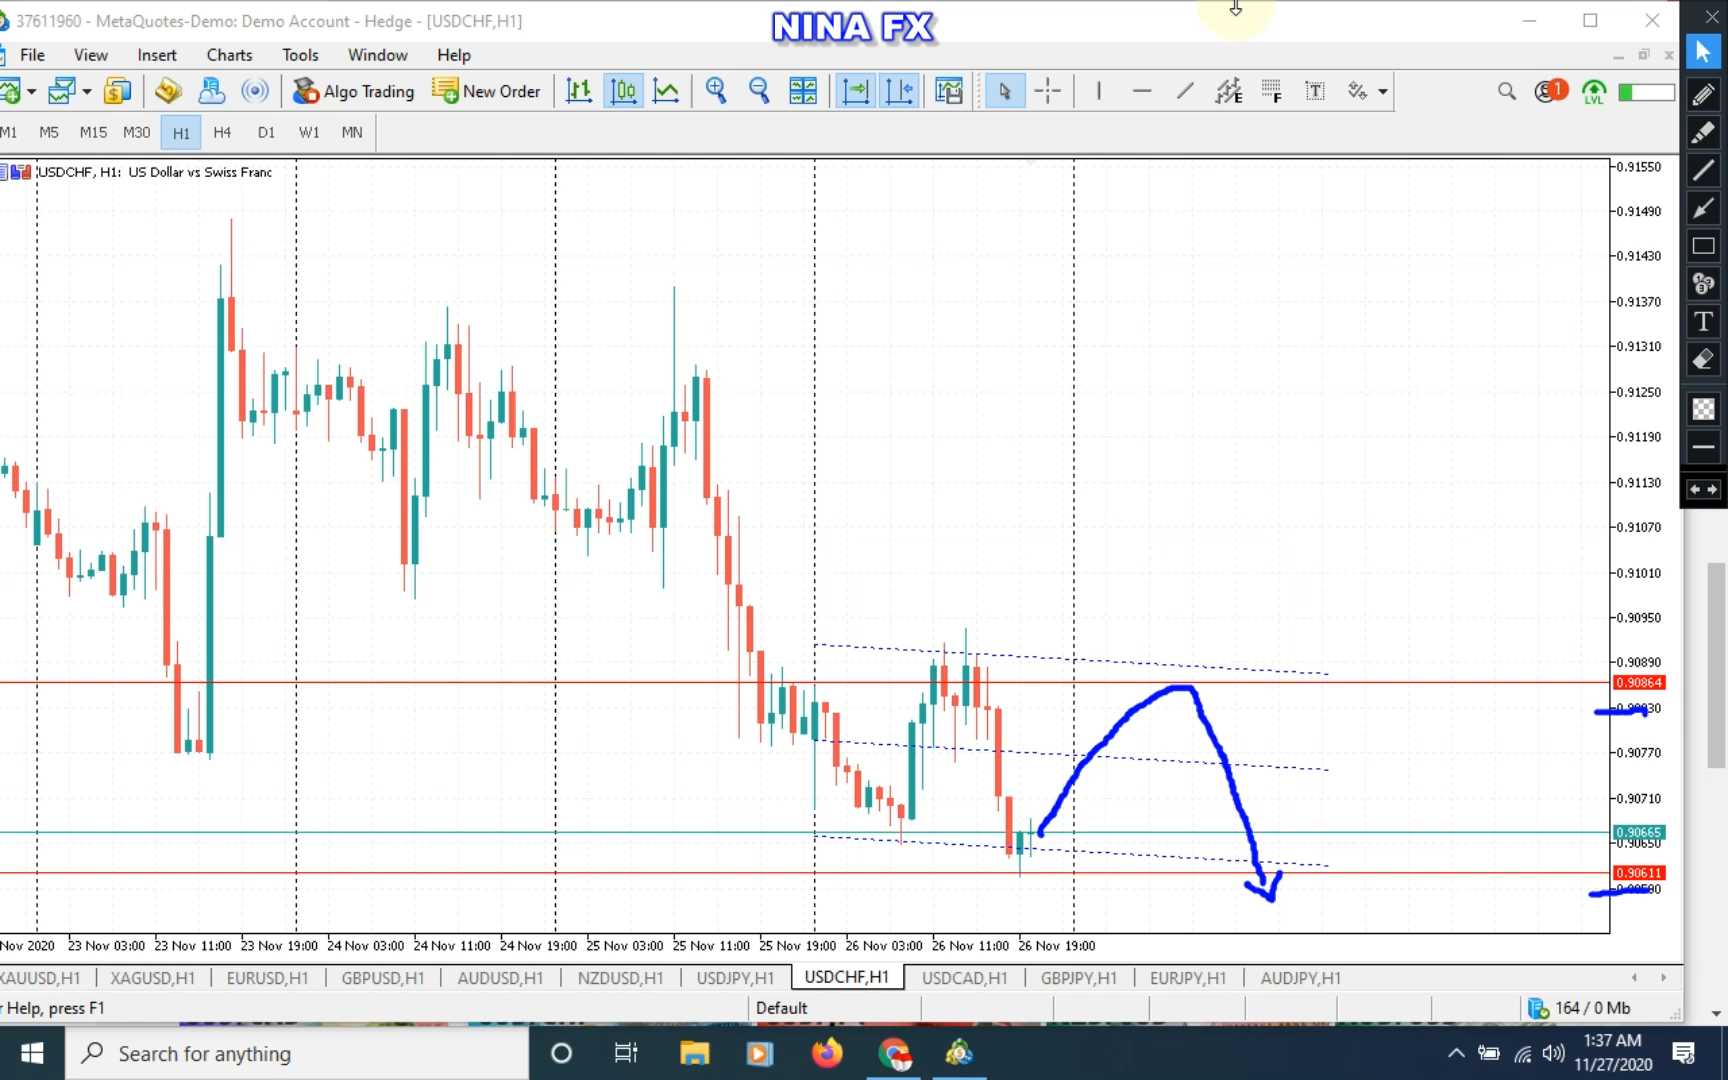 37611960 - MetaQuotes-Demo: Demo Account - Hedge - [USDCHF,H1]
NINA FX
File View Insert Charts Tools Window Help
Algo Trading New Order E F T 1 LVL
M1 M5 M15 M30 H1 H4 D1 W1 MN
USDCHF, H1: US Dollar vs Swiss Franc
0.91550
0.91490
0.91430
0.91370
0.91310
0.91250
0.91190
0.91130
0.91070
0.91010
0.90950
0.90890
0.90864
0.90770
0.90710
0.90665
0.90650
0.90611
Nov 2020 23 Nov 03:00 23 Nov 11:00 23 Nov 19:00 24 Nov 03:00 24 Nov 11:00 24 Nov 19:00 25 Nov 03:00 25 Nov 11:00 25 Nov 19:00 26 Nov 03:00 26 Nov 11:00 26 Nov 19:00
XAUUSD,H1 XAGUSD,H1 EURUSD,H1 GBPUSD,H1 AUDUSD,H1 NZDUSD,H1 USDJPY,H1 USDCHF,H1 USDCAD,H1 GBPJPY,H1 EURJPY,H1 AUDJPY,H1
r Help, press F1 Default 164 / 0 Mb
Search for anything
1:37 AM
11/27/2020